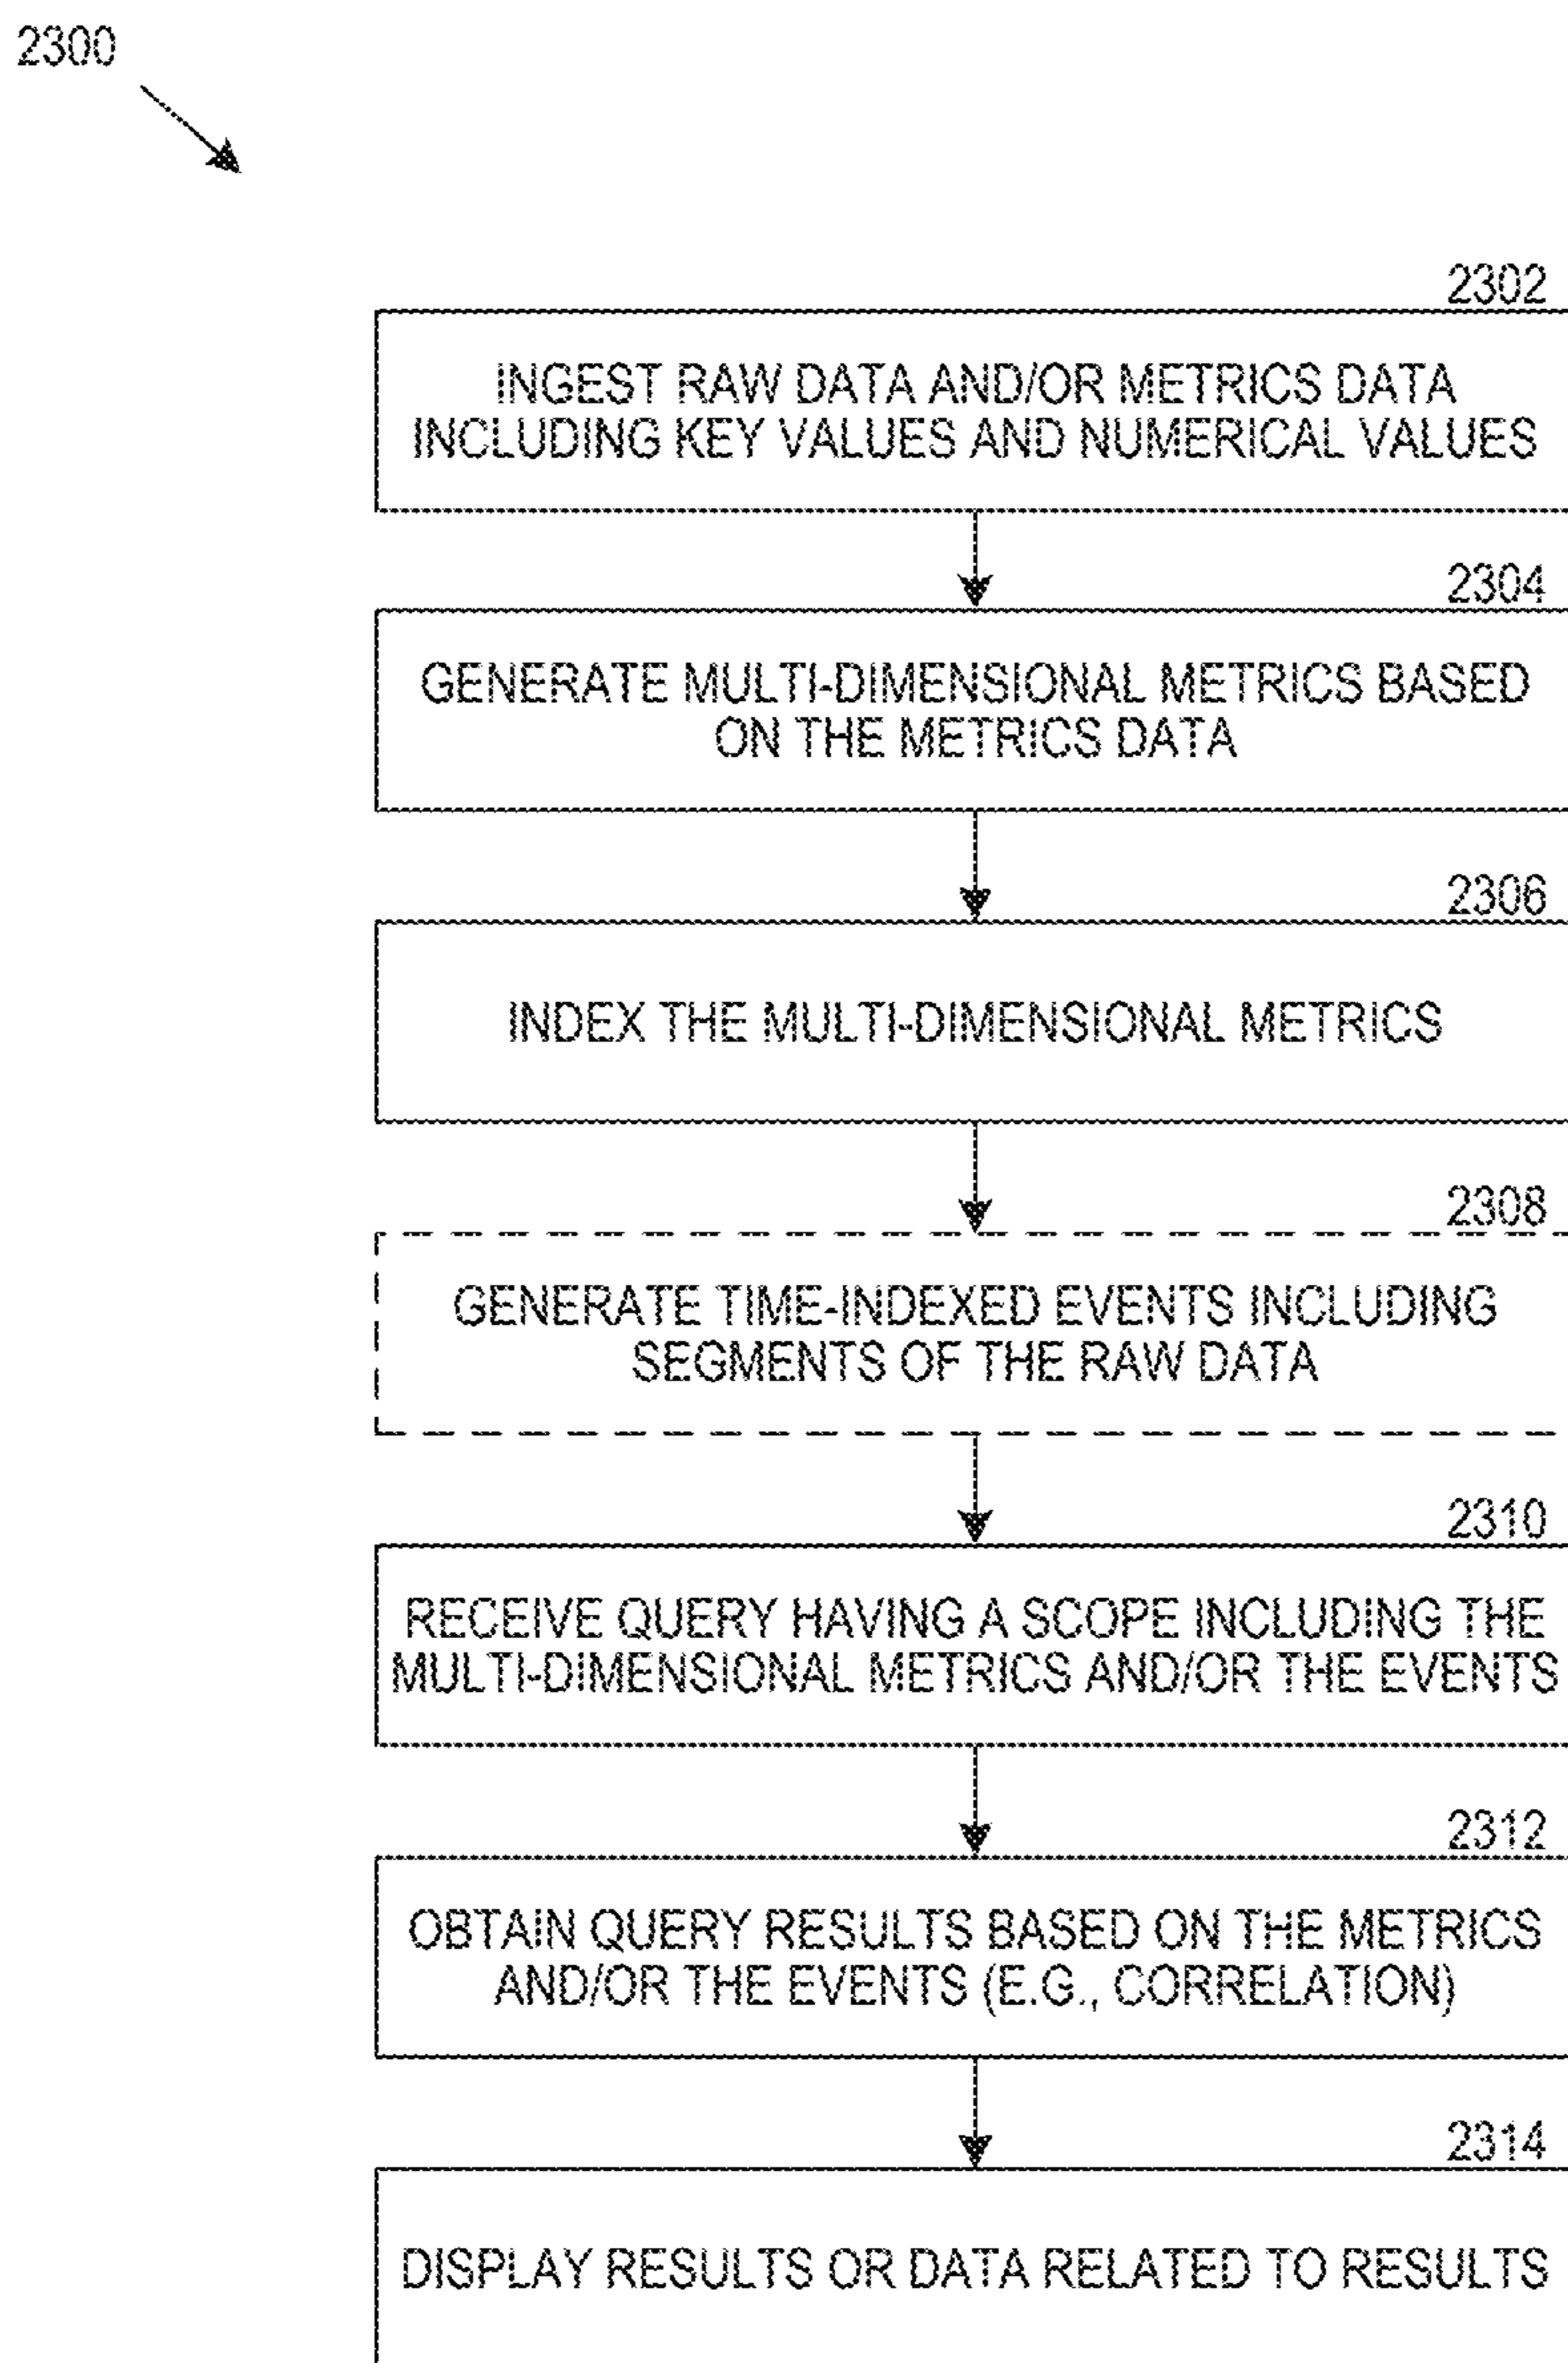 2300
2302
INGEST RAW DATA AND/OR METRICS DATA
INCLUDING KEY VALUES AND NUMERICAL VALUES
2304
GENERATE MULTI-DIMENSIONAL METRICS BASED
ON THE METRICS DATA
2306
INDEX THE MULTI-DIMENSIONAL METRICS
2308
GENERATE TIME-INDEXED EVENTS INCLUDING
SEGMENTS OF THE RAW DATA
2310
RECEIVE QUERY HAVING A SCOPE INCLUDING THE
MULTI-DIMENSIONAL METRICS AND/OR THE EVENTS
2312
OBTAIN QUERY RESULTS BASED ON THE METRICS
AND/OR THE EVENTS (E.G., CORRELATION)
2314
DISPLAY RESULTS OR DATA RELATED TO RESULTS